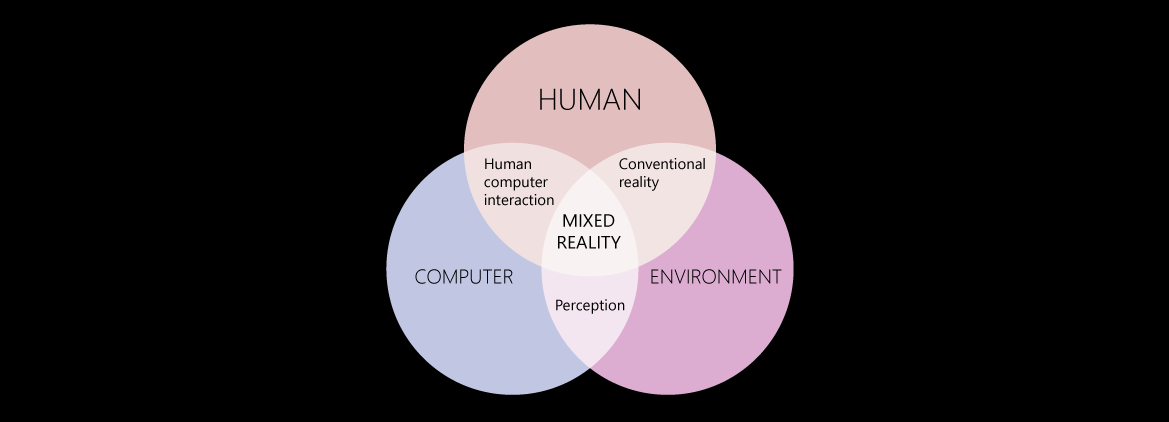 HUMAN
Human
computer
interaction
Conventional
reality
MIXED
REALITY
COMPUTER
ENVIRONMENT
Perception